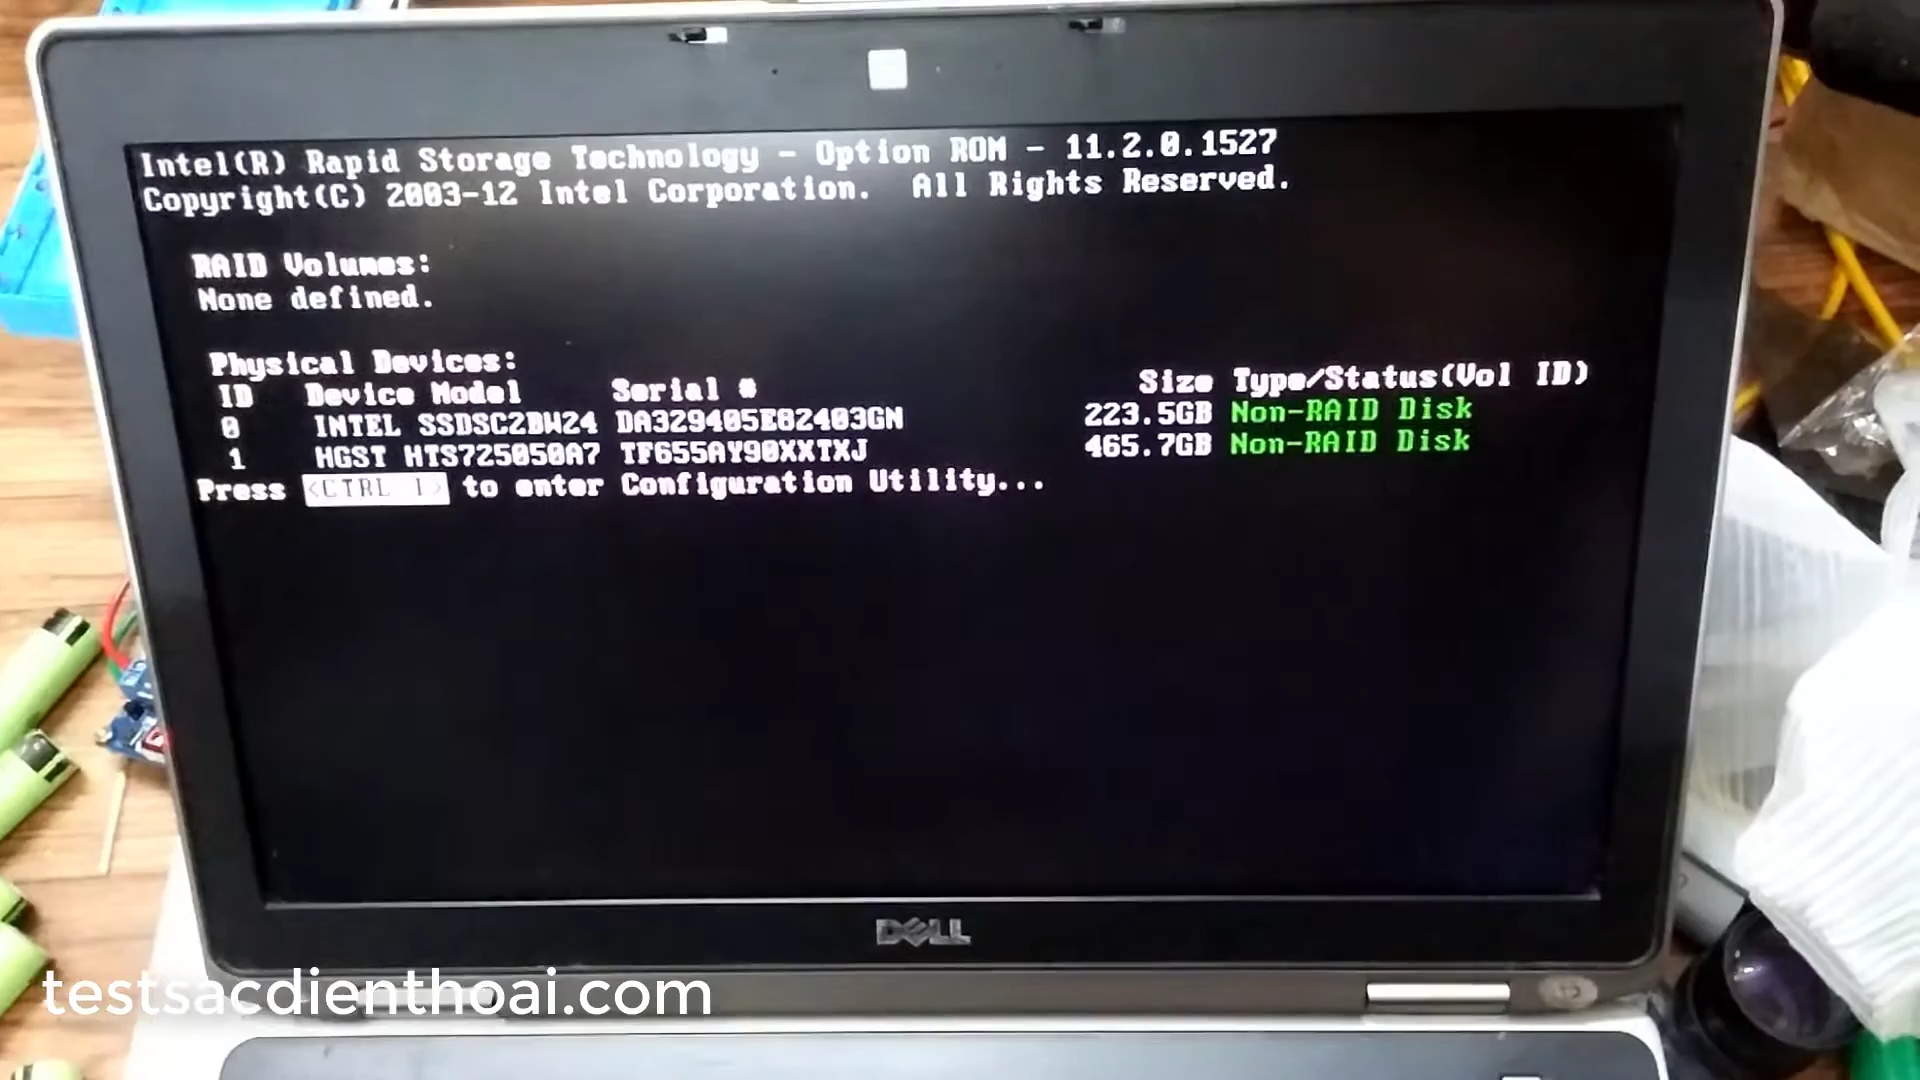 Intel(R) Rapid Storage Technology - Option ROM - 11.2.0.1527
Copyright(C) 2003-12 Intel Corporation.  All Rights Reserved.
RAID Volumes:
None defined.
Physical Devices:
ID Device Model Serial # Size Type/Status(Vol ID)
0 INTEL SSDSC2BW24 DA329405E82403GN 223.5GB Non-RAID Disk
1 HGST HTS725050A7 TF655AY90XXTXJ 465.7GB Non-RAID Disk
Press <CTRL I> to enter Configuration Utility...
DELL
testsacdienthoai.com